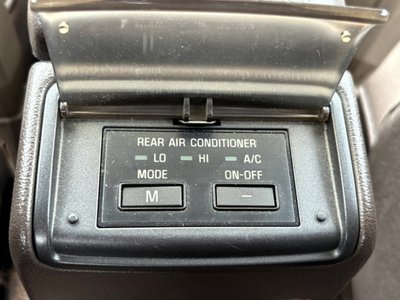 REAR AIR CONDITIONER
LO HI A/C
MODE ON-OFF
M –